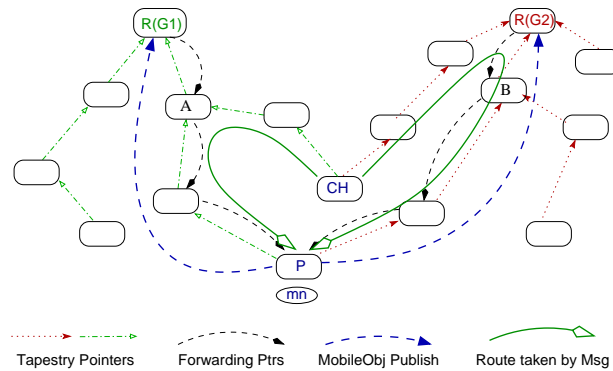 R(G1)
R(G2)
A
B
CH
P
mn
Tapestry Pointers
Forwarding Ptrs
MobileObj Publish
Route taken by Msg